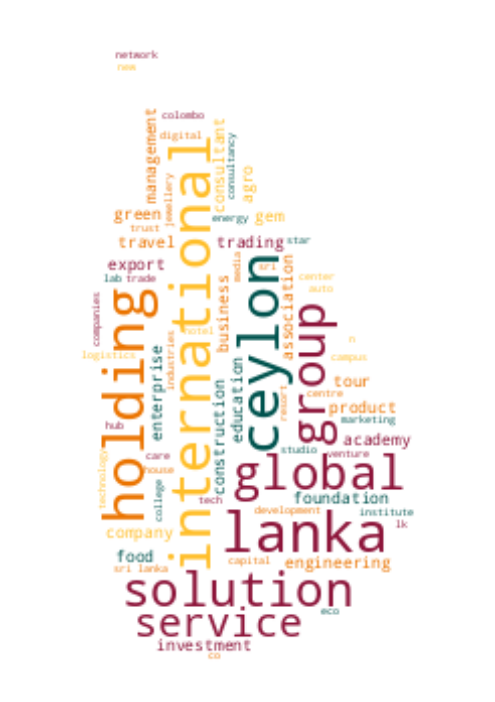 network
new
colombo
management
digital
international
consultant
consultancy
jewellery
agro
green
energy
gem
trust
travel
trading
star
export
lab
trade
media
sri
association
center
auto
ceylon
business
holding
companies
group
hotel
n
logistics
enterprise
industries
education
campus
tour
resort
centre
construction
product
marketing
hub
academy
care
studio
venture
house
global
technology
college
tech
foundation
development
institute
lanka
lk
company
food
capital
engineering
sri lanka
solution
eco
service
investment
co